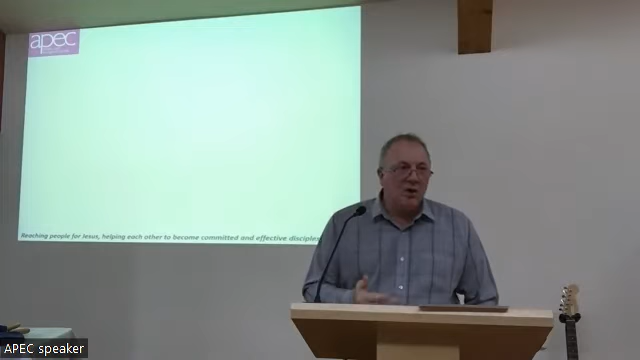 apec
Reaching people for Jesus, helping each other to become committed and effective disciples
APEC speaker